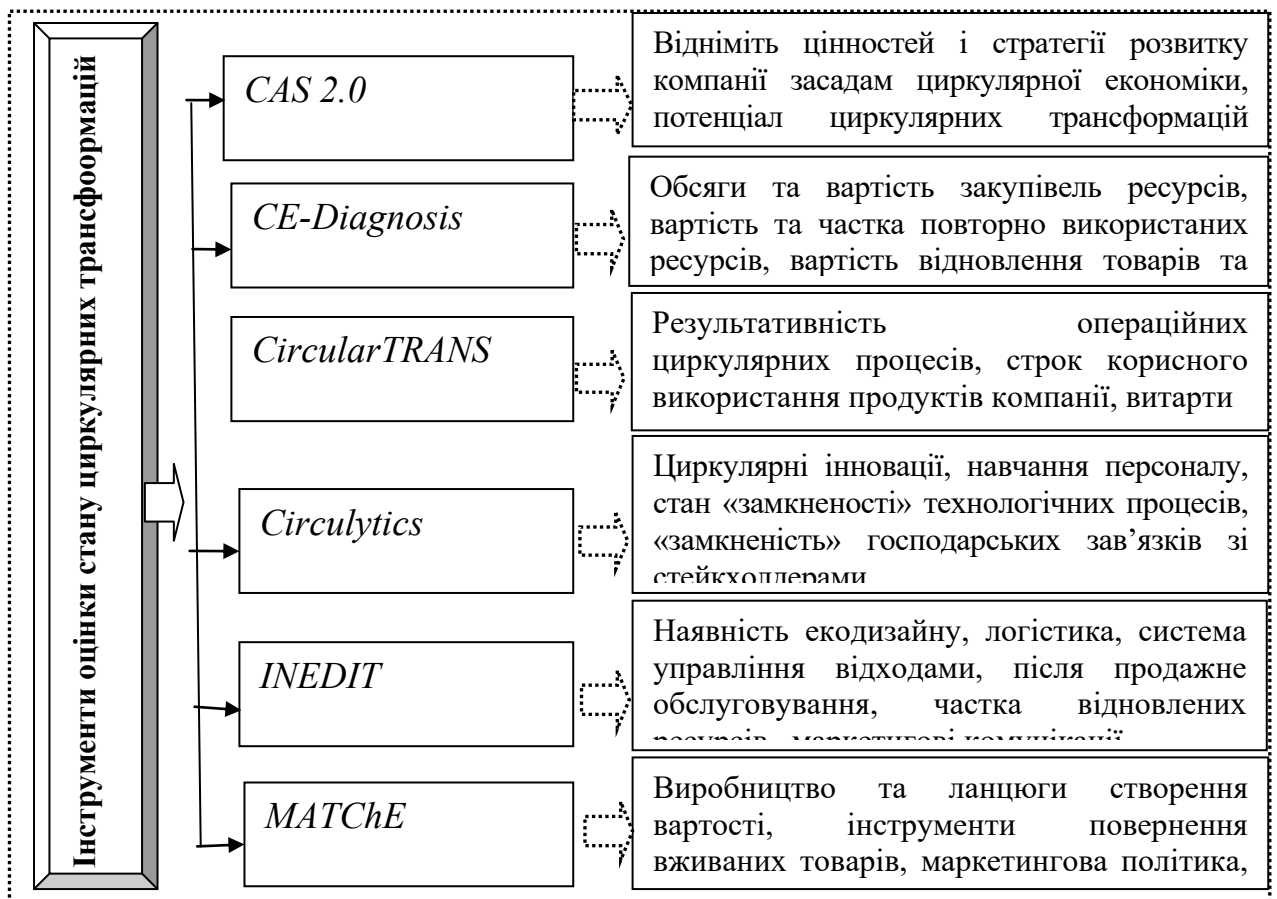 Інструменти оцінки стану циркулярних трансфоормацій
CAS 2.0
Відніміть цінностей і стратегії розвитку
компанії засадам циркулярної економіки,
потенціал циркулярних трансформацій
CE-Diagnosis
Обсяги та вартість закупівель ресурсів,
вартість та частка повторно використаних
ресурсів, вартість відновлення товарів та
CircularTRANS
Результативність операційних
циркулярних процесів, строк корисного
використання продуктів компанії, витарти
Circulytics
Циркулярні інновації, навчання персоналу,
стан «замкненості» технологічних процесів,
«замкненість» господарських зав’язків зі
стейкхолдерами
INEDIT
Наявність екодизайну, логістика, система
управління відходами, після продажне
обслуговування, частка відновлених
ресурсів, маркетингові комунікації
MATChE
Виробництво та ланцюги створення
вартості, інструменти повернення
вживаних товарів, маркетингова політика,